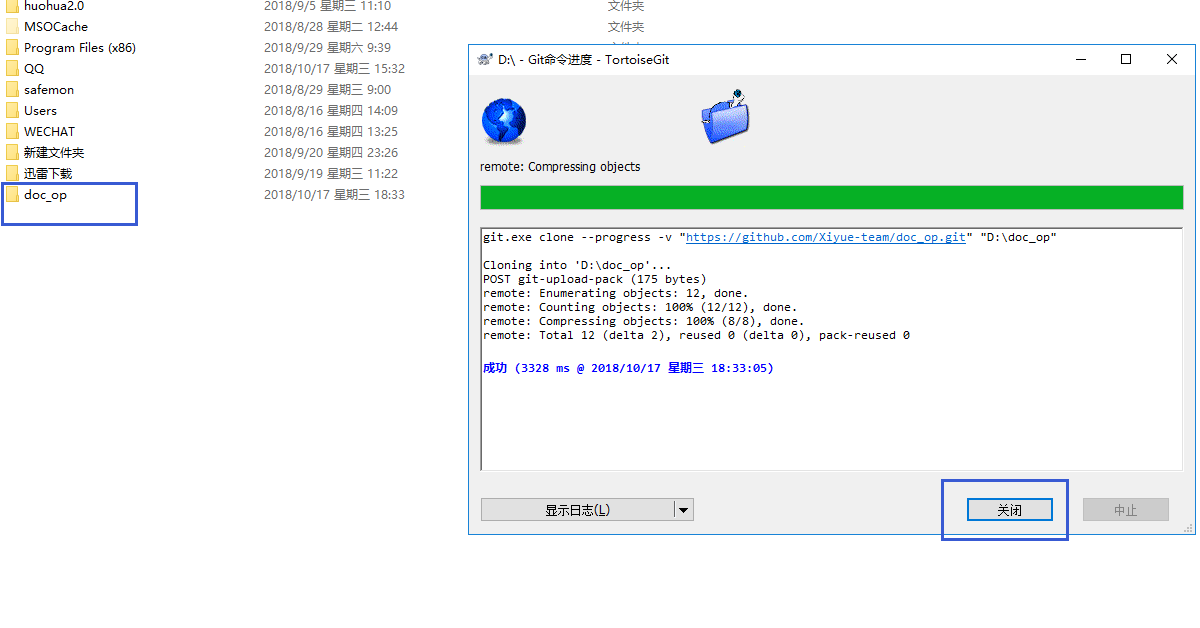 huohua2.0 2018/9/5 星期三 11:10 文件夹
MSOCache 2018/8/28 星期二 12:44 文件夹
Program Files (x86) 2018/9/29 星期六 9:39
QQ 2018/10/17 星期三 15:32
safemon 2018/8/29 星期三 9:00
Users 2018/8/16 星期四 14:09
WECHAT 2018/8/16 星期四 13:25
新建文件夹 2018/9/20 星期四 23:26
迅雷下载 2018/9/19 星期三 11:22
doc_op 2018/10/17 星期三 18:33
D:\ - Git命令进度 - TortoiseGit
remote: Compressing objects
git.exe clone --progress -v "https://github.com/Xiyue-team/doc_op.git" "D:\doc_op"
Cloning into 'D:\doc_op'...
POST git-upload-pack (175 bytes)
remote: Enumerating objects: 12, done.
remote: Counting objects: 100% (12/12), done.
remote: Compressing objects: 100% (8/8), done.
remote: Total 12 (delta 2), reused 0 (delta 0), pack-reused 0
成功 (3328 ms @ 2018/10/17 星期三 18:33:05)
显示日志(L) 关闭 中止